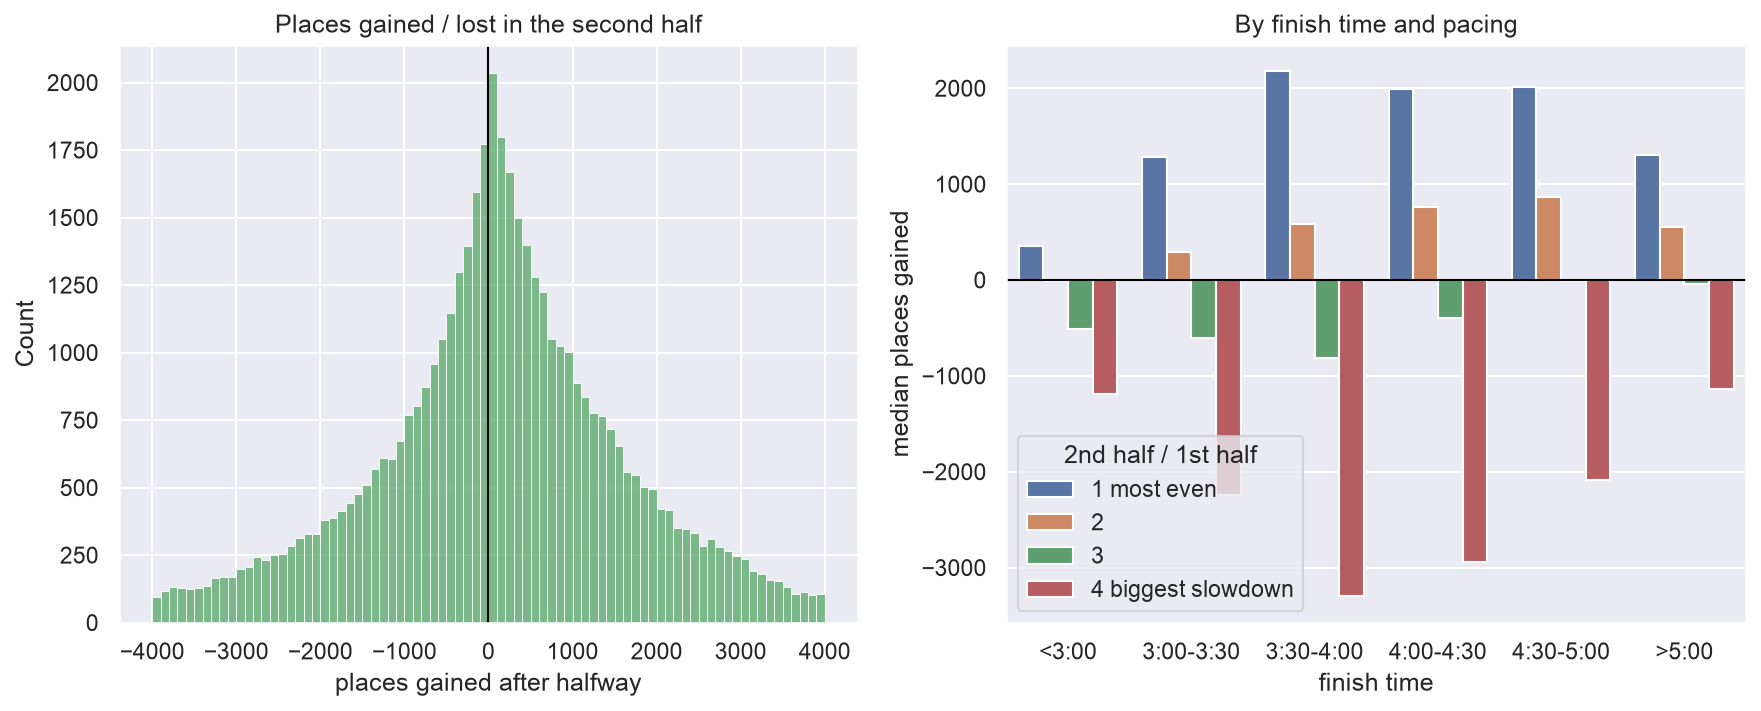 Places gained / lost in the second half
Count
2000
1750
1500
1250
1000
750
500
250
0
−4000 −3000 −2000 −1000 0 1000 2000 3000 4000
places gained after halfway
By finish time and pacing
median places gained
2000
1000
0
−1000
−2000
−3000
2nd half / 1st half
1 most even
2
3
4 biggest slowdown
<3:00 3:00-3:30 3:30-4:00 4:00-4:30 4:30-5:00 >5:00
finish time